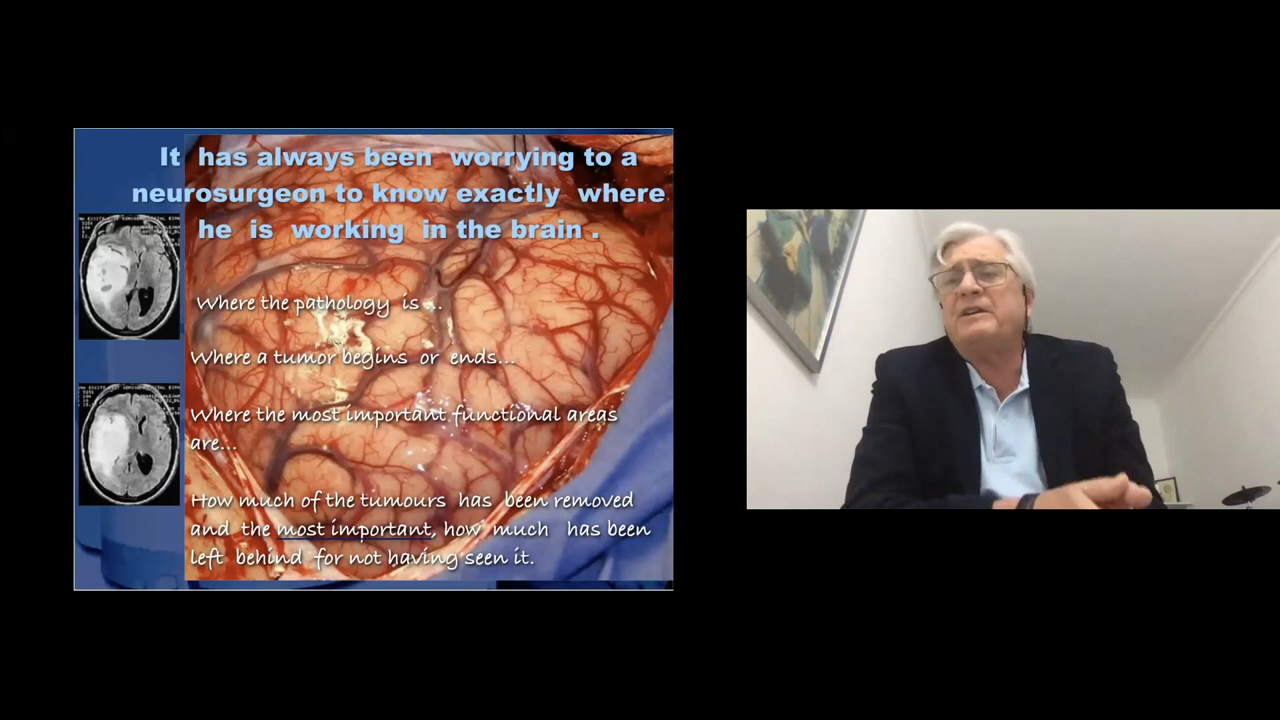 It has always been worrying to a
neurosurgeon to know exactly where
he is working in the brain .
Where the pathology is ...
Where a tumor begins or ends...
Where the most important functional areas
are...
How much of the tumours has been removed
and the most important, how much has been
left behind for not having seen it.